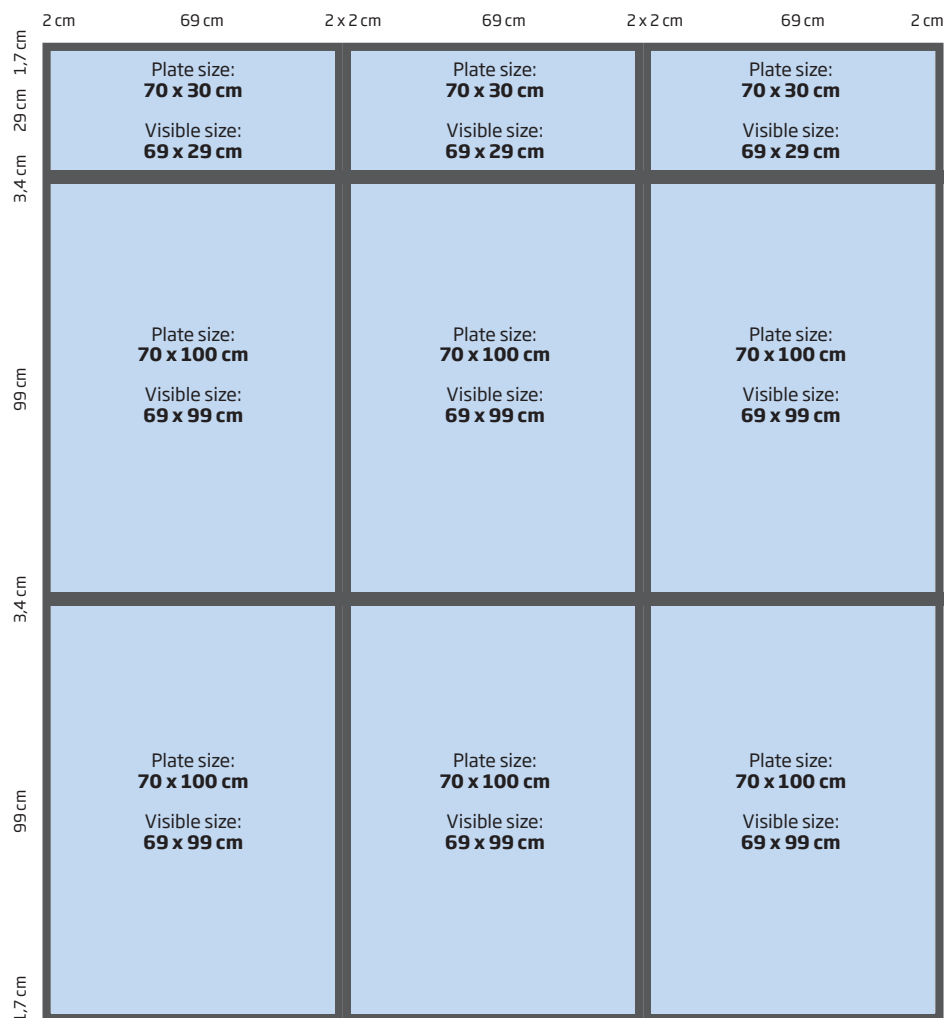 2 cm 69 cm 2 x 2 cm 69 cm 2 x 2 cm 69 cm 2 cm
1,7 cm
29 cm
3,4 cm
99 cm
3,4 cm
99 cm
1,7 cm
Plate size:
70 x 30 cm
Visible size:
69 x 29 cm
Plate size:
70 x 30 cm
Visible size:
69 x 29 cm
Plate size:
70 x 30 cm
Visible size:
69 x 29 cm
Plate size:
70 x 100 cm
Visible size:
69 x 99 cm
Plate size:
70 x 100 cm
Visible size:
69 x 99 cm
Plate size:
70 x 100 cm
Visible size:
69 x 99 cm
Plate size:
70 x 100 cm
Visible size:
69 x 99 cm
Plate size:
70 x 100 cm
Visible size:
69 x 99 cm
Plate size:
70 x 100 cm
Visible size:
69 x 99 cm